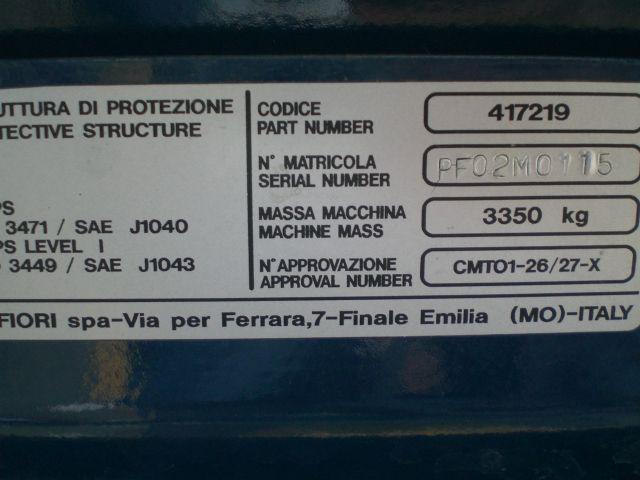 UTTURA DI PROTEZIONE
TECTIVE STRUCTURE
PS
3471 / SAE J1040
PS LEVEL I
3449 / SAE J1043
CODICE
PART NUMBER
417219
N° MATRICOLA
SERIAL NUMBER
PF02M0115
MASSA MACCHINA
MACHINE MASS
3350 kg
N°APPROVAZIONE
APPROVAL NUMBER
CMTO1-26/27-X
FIORI spa-Via per Ferrara,7-Finale Emilia (MO)-ITALY